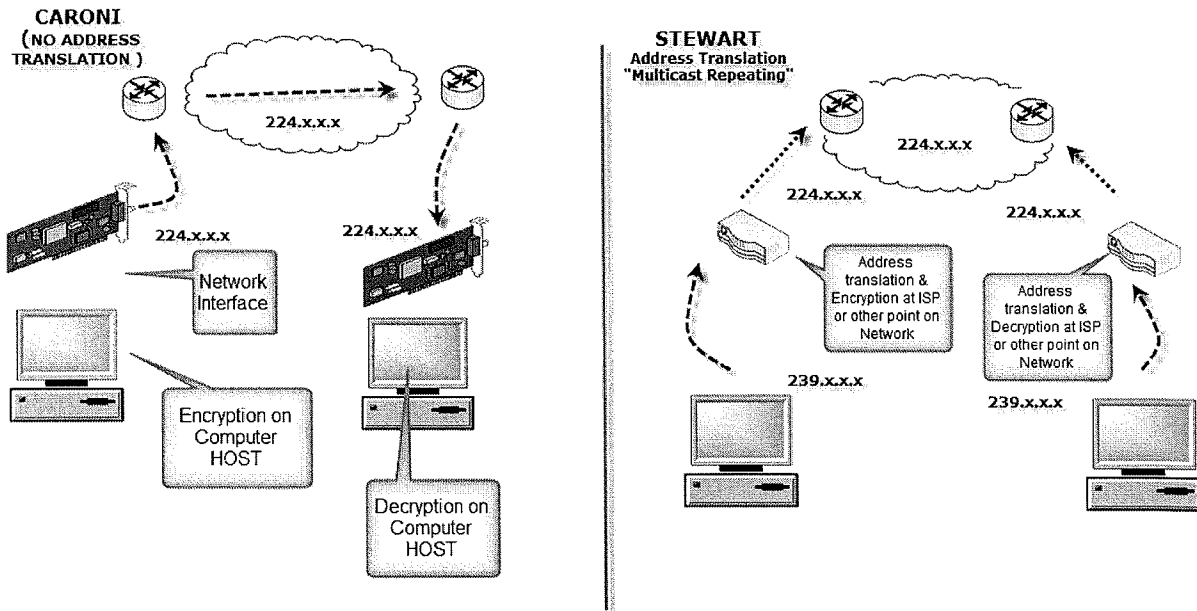 CARONI
(NO ADDRESS
TRANSLATION )
224.x.x.x
224.x.x.x
224.x.x.x
Network
Interface
Encryption on
Computer
HOST
Decryption on
Computer
HOST
STEWART
Address Translation
"Multicast Repeating"
224.x.x.x
224.x.x.x
224.x.x.x
Address
translation &
Encryption at ISP
or other point on
Network
Address
translation &
Decryption at ISP
or other point on
Network
239.x.x.x
239.x.x.x